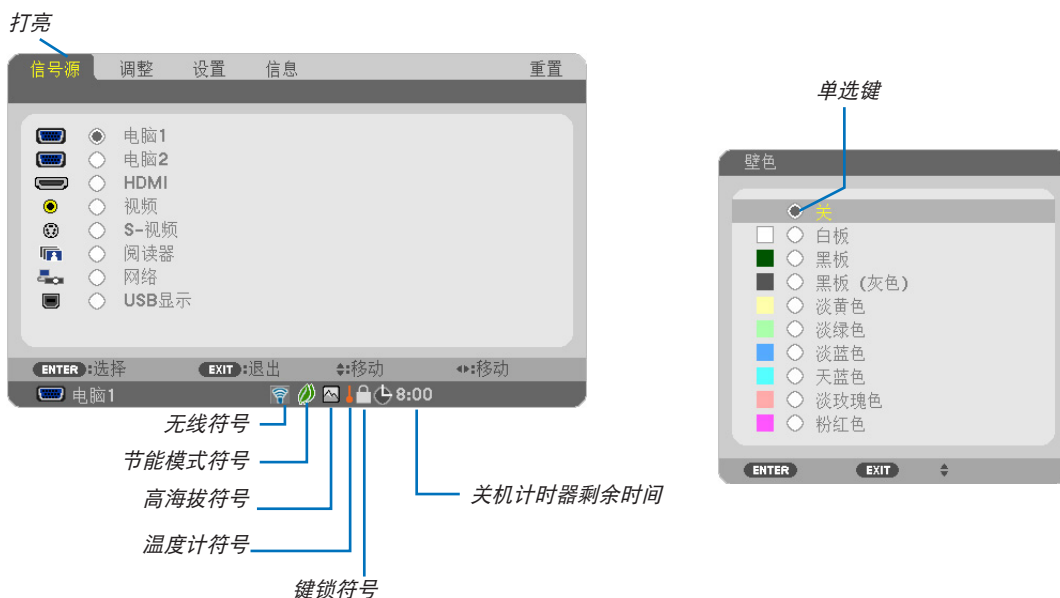 打亮
信号源 调整 设置 信息 重置
电脑1
电脑2
HDMI
视频
S-视频
阅读器
网络
USB显示
ENTER:选择 EXIT:退出 :移动 :移动
电脑1 8:00
无线符号
节能模式符号
高海拔符号
关机计时器剩余时间
温度计符号
键锁符号
单选键
壁色
关
白板
黑板
黑板 (灰色)
淡黄色
淡绿色
淡蓝色
天蓝色
淡玫瑰色
粉红色
ENTER EXIT